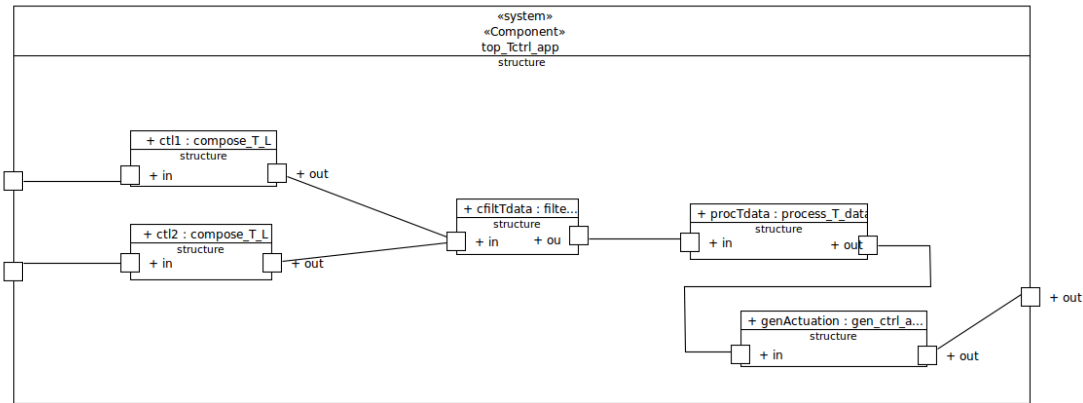 «system»
«Component»
top_Tctrl_app
structure
+ ctl1 : compose_T_L
structure
+ in
+ out
+ ctl2 : compose_T_L
structure
+ in
+ out
+ cfiltTdata : filte...
structure
+ in
+ ou
+ procTdata : process_T_data
structure
+ in
+ out
+ out
+ genActuation : gen_ctrl_a...
structure
+ in
+ out